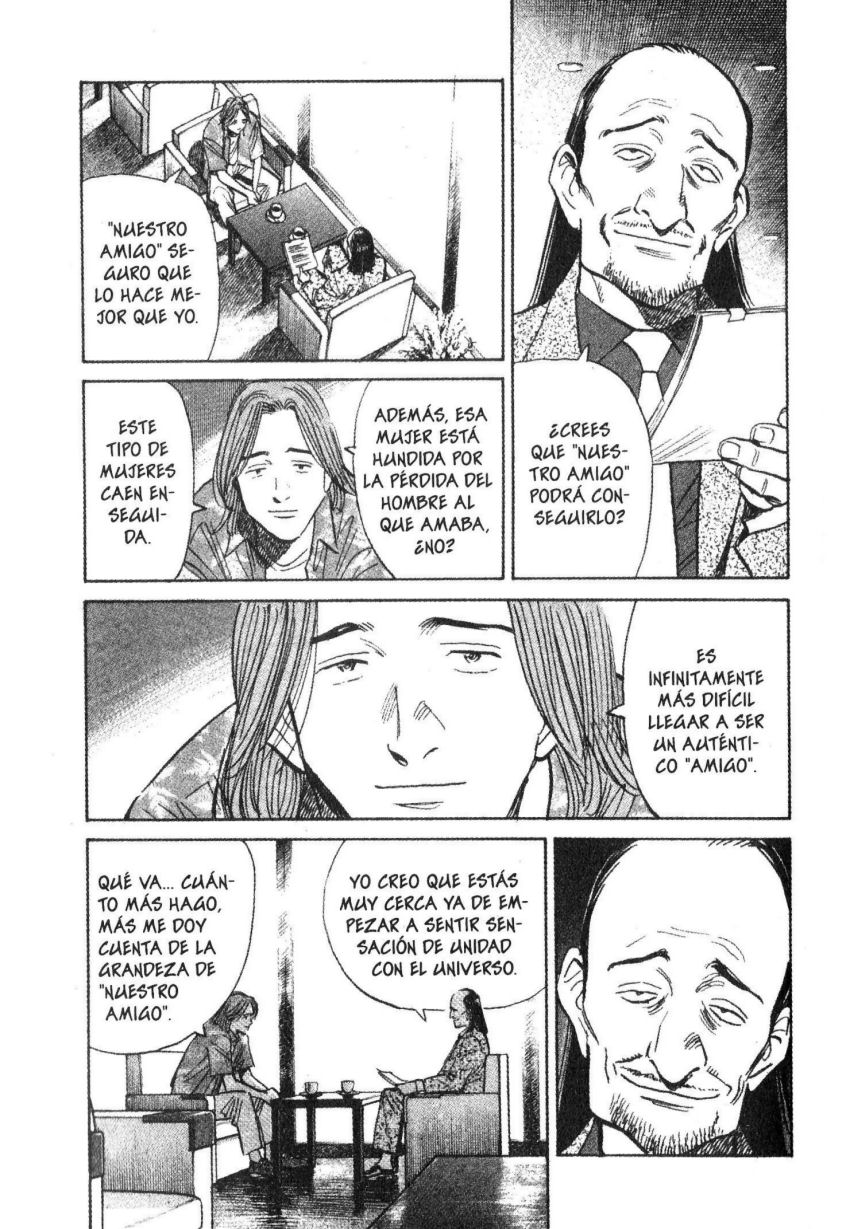 ¿CREES
QUE "NUES-
TRO AMIGO"
PODRÁ CON-
SEGUIRLO?
"NUESTRO
AMIGO" SE-
GURO QUE
LO HACE ME-
JOR QUE YO.
ADEMÁS, ESA
MUJER ESTÁ
HUNDIDA POR
LA PÉRDIDA DEL
HOMBRE AL
QUE AMABA,
¿NO?
ESTE
TIPO DE
MUJERES
CAEN EN-
SEGUI-
DA.
ES
INFINITAMENTE
MÁS DIFÍCIL
LLEGAR A SER
UN AUTÉNTI-
CO "AMIGO".
YO CREO QUE ESTÁS
MUY CERCA YA DE EM-
PEZAR A SENTIR SEN-
SACIÓN DE UNIDAD
CON EL UNIVERSO.
QUÉ VA... CUÁN-
TO MÁS HAGO,
MÁS ME DOY
CUENTA DE LA
GRANDEZA DE
"NUESTRO
AMIGO".